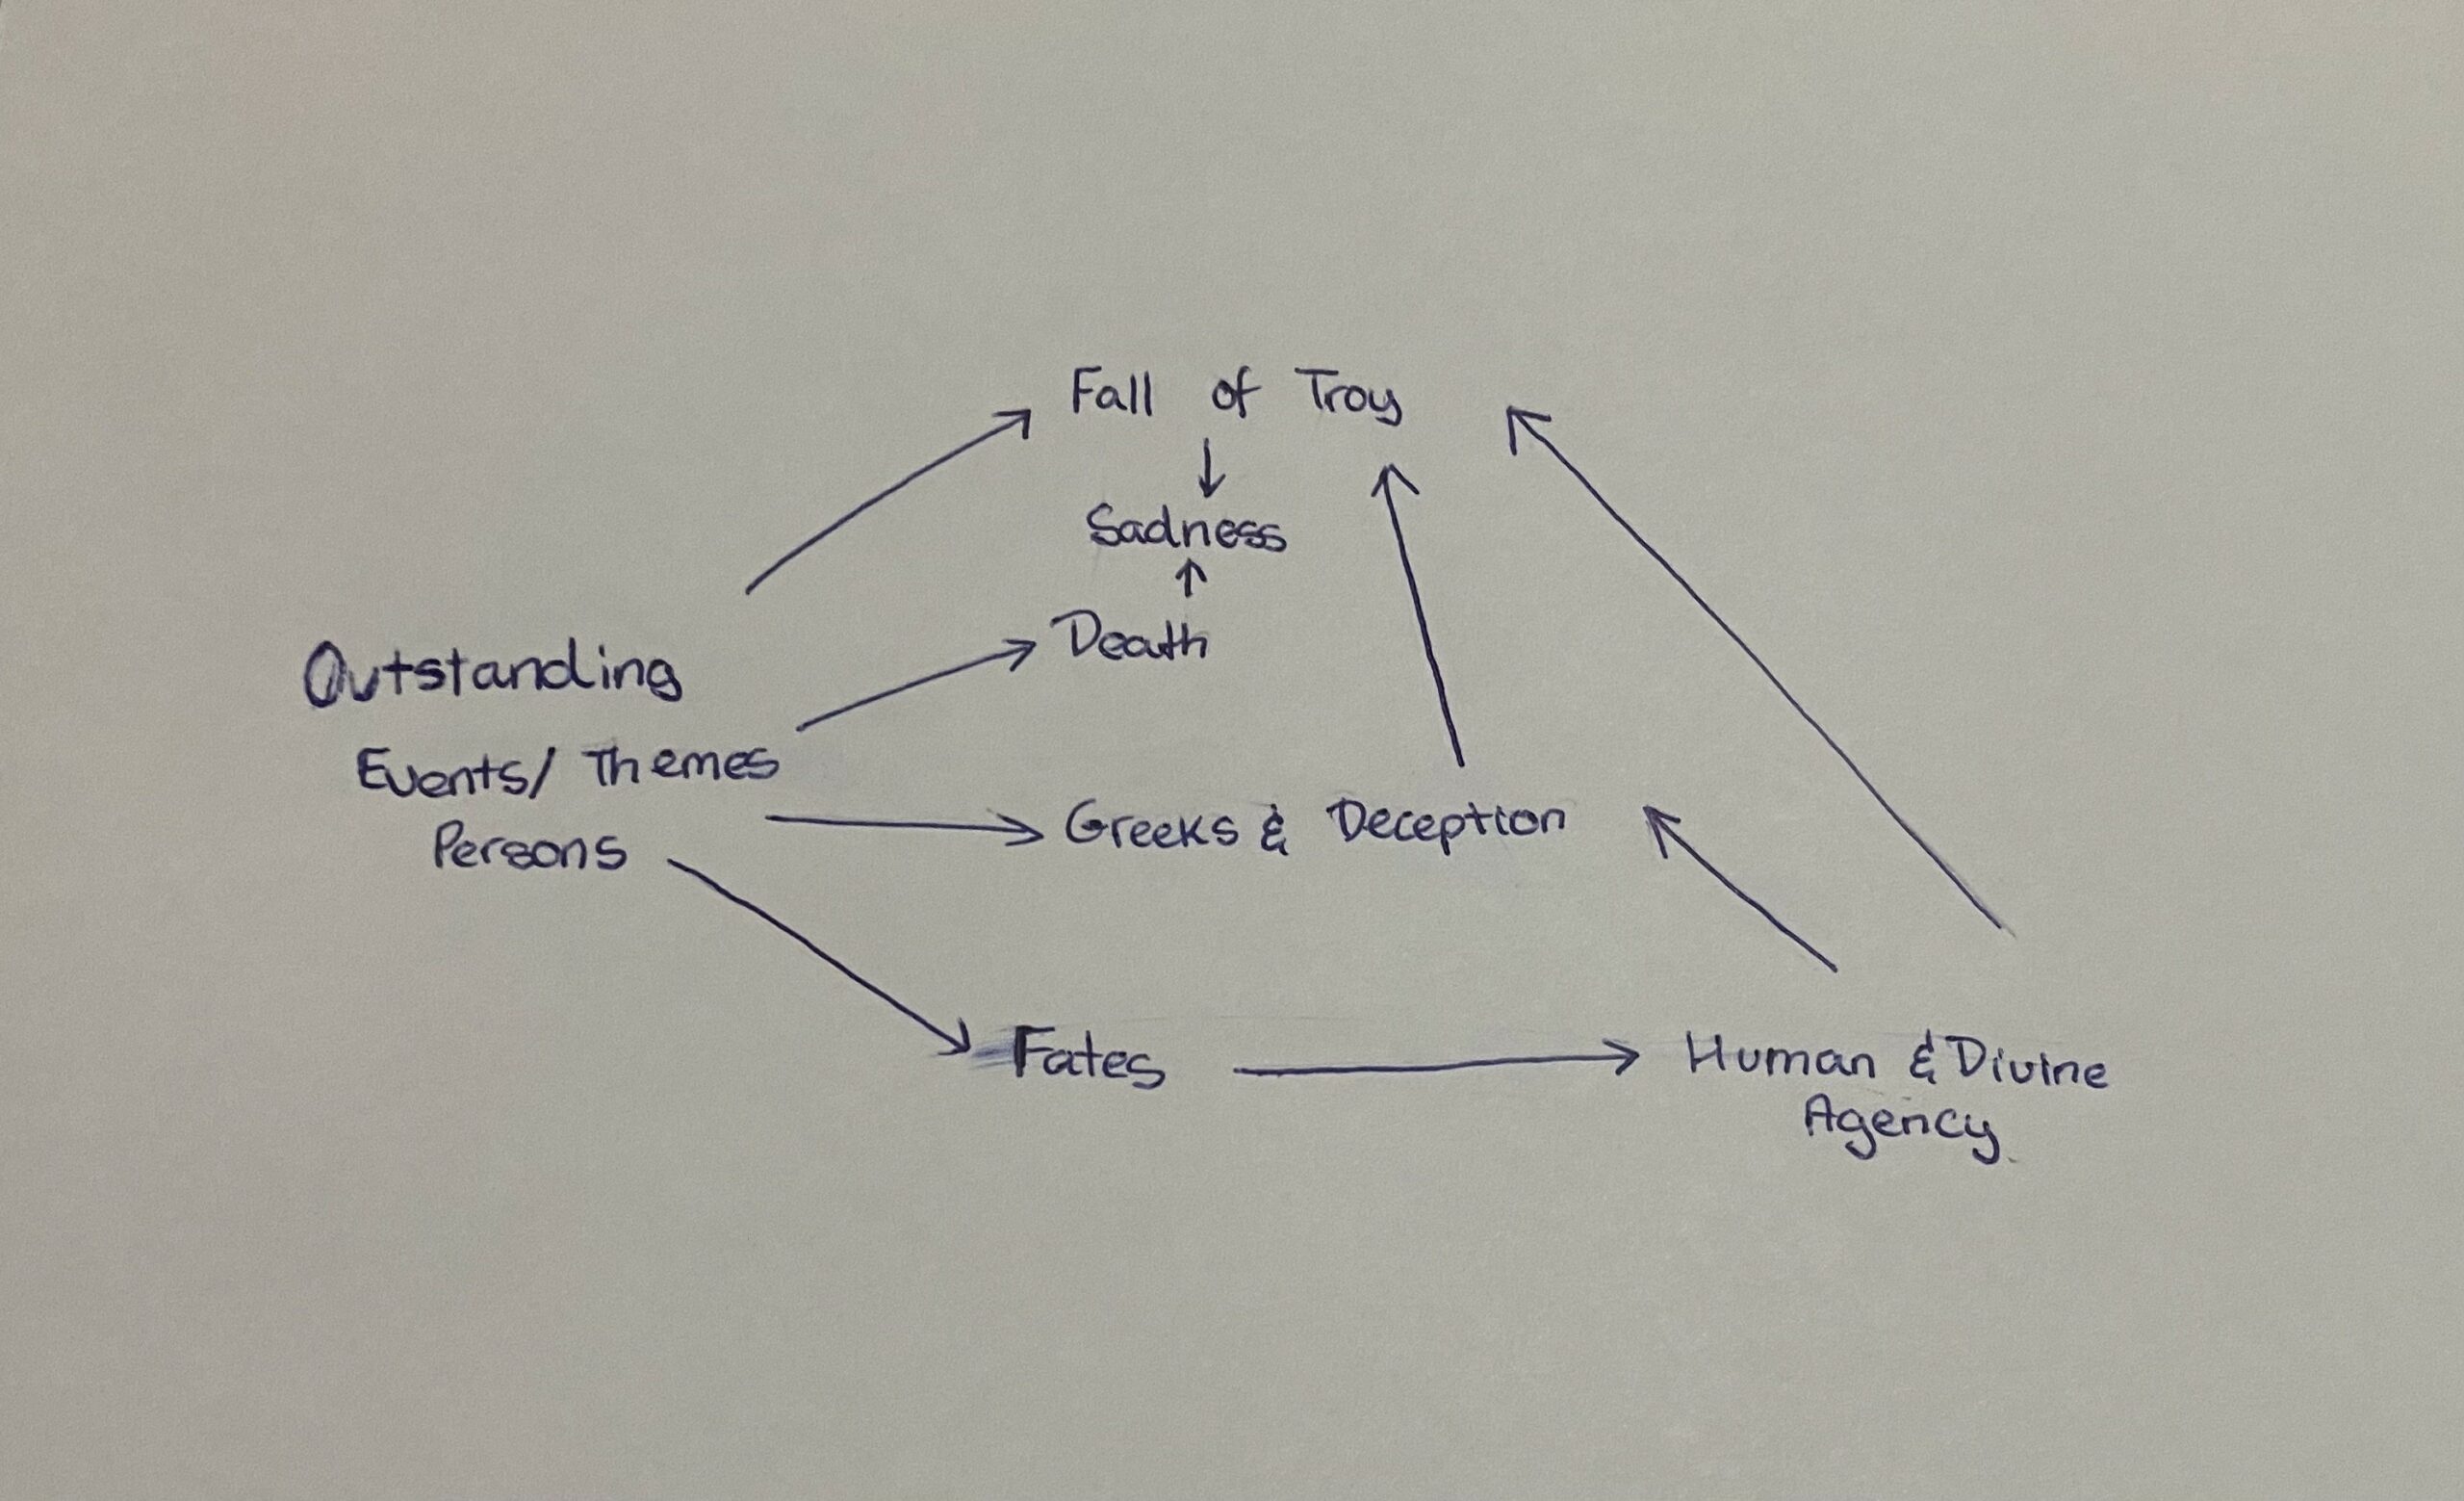 Fall of Troy
Sadness
Death
Outstanding
Events/ Themes
Persons
Greeks & Deception
Fates
Human & Divine
Agency